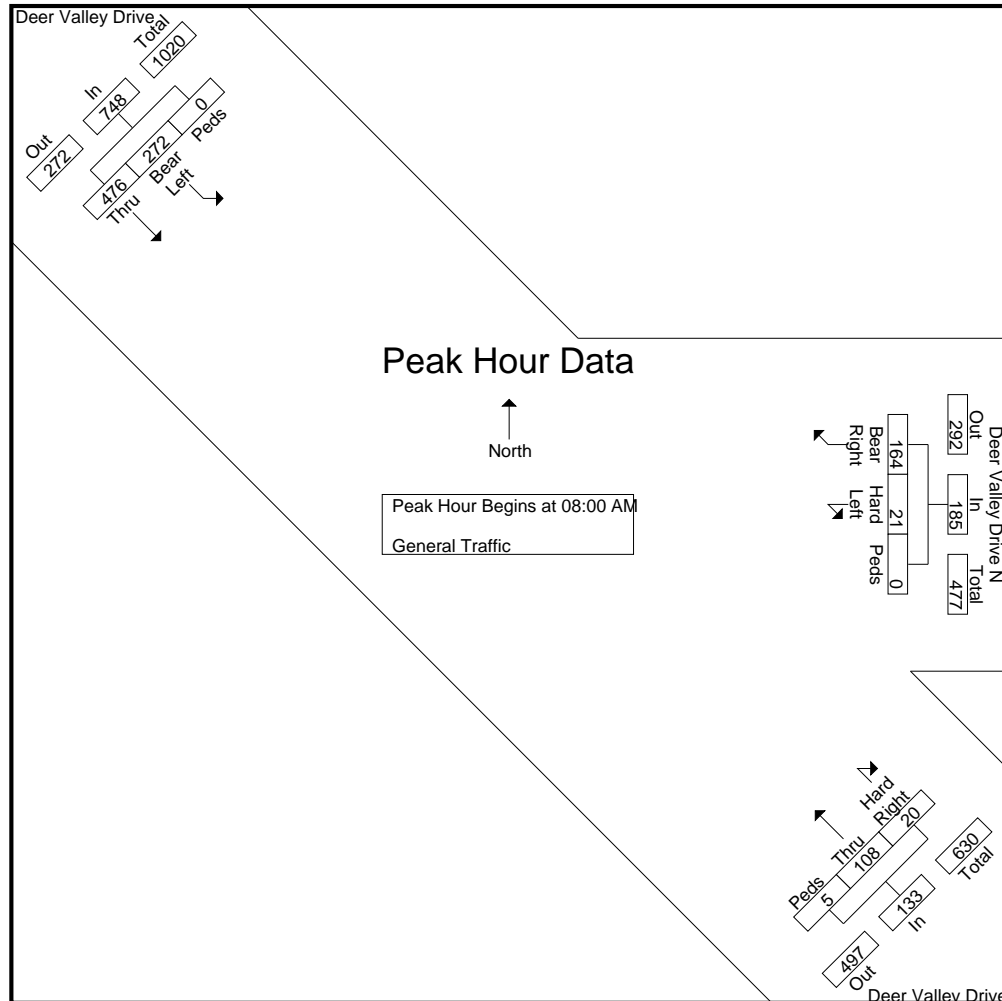 Deer Valley Drive
Out
In
Total
272
748
1020
476
272
0
Thru
Bear
Left
Peds
Peak Hour Data
North
Peak Hour Begins at 08:00 AM
General Traffic
Deer Valley Drive N
Out
In
Total
292
185
477
164
21
0
Bear
Right
Hard
Left
Peds
Hard
Right
Thru
Peds
20
108
5
630
133
497
Total
In
Out
Deer Valley Drive